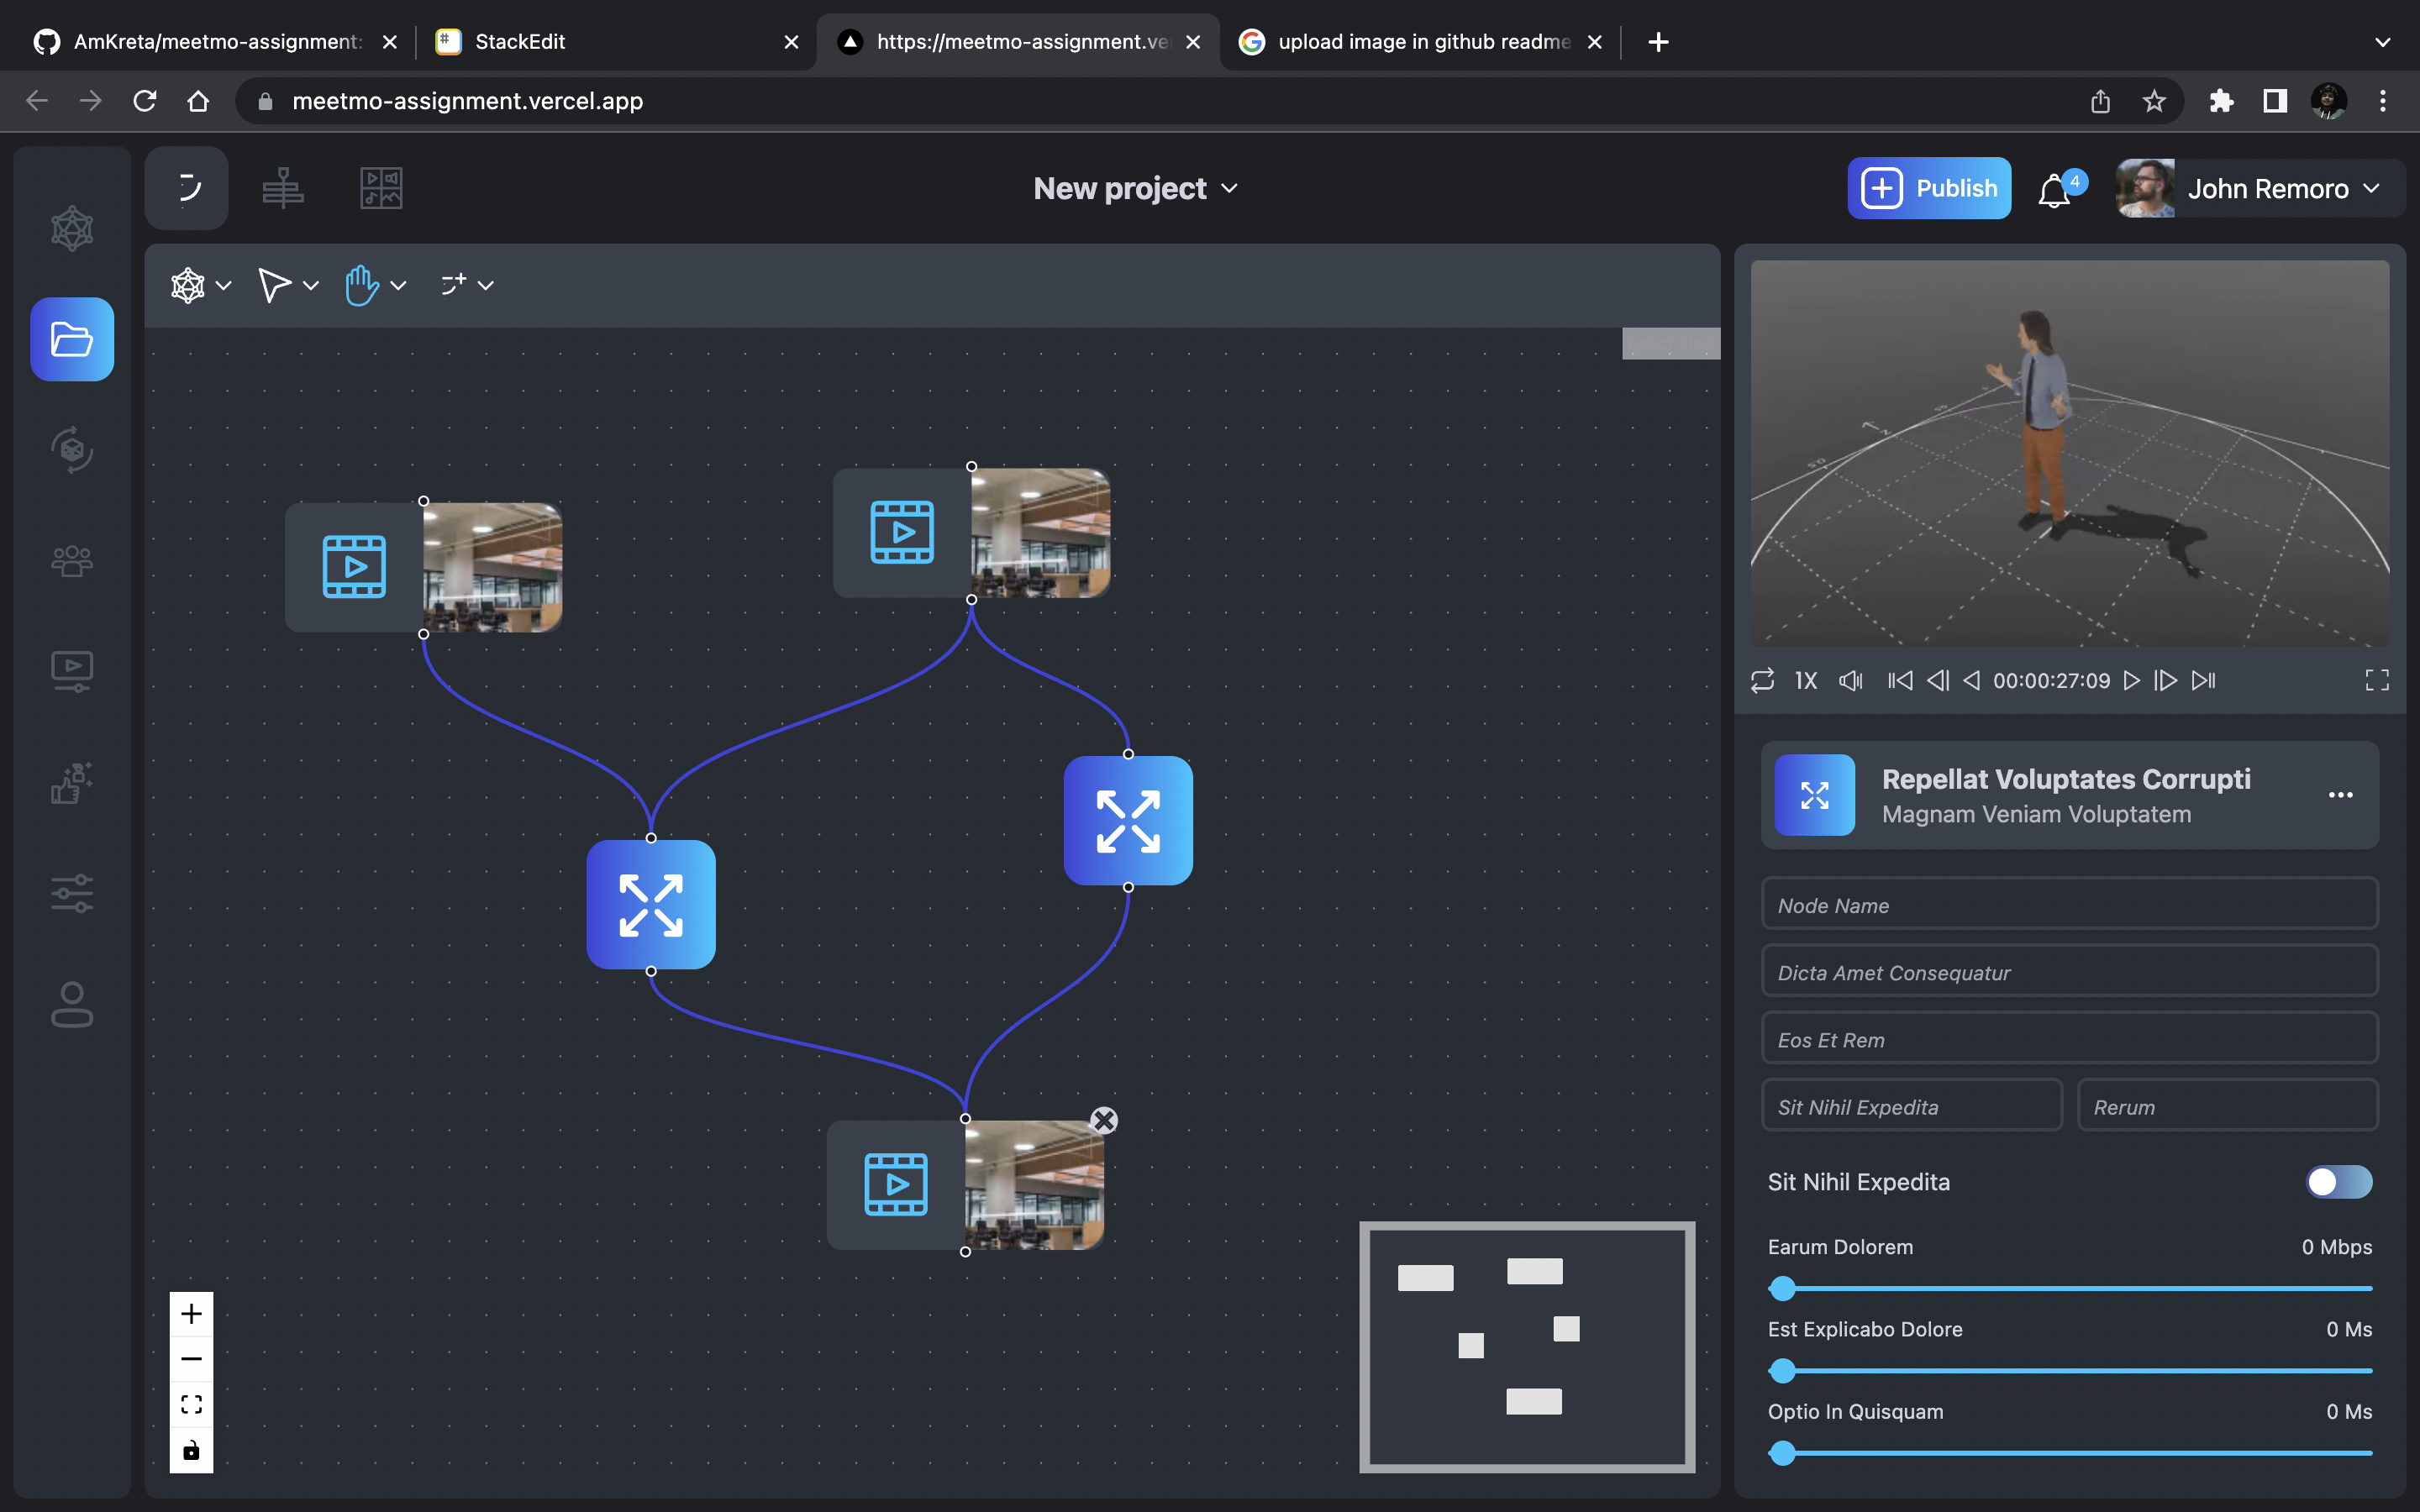 AmKreta/meetmo-assignment:
StackEdit
https://meetmo-assignment.ve
upload image in github readme
meetmo-assignment.vercel.app
New project
Publish
4
John Remoro
1X
00:00:27:09
Repellat Voluptates Corrupti
Magnam Veniam Voluptatem
Node Name
Dicta Amet Consequatur
Eos Et Rem
Sit Nihil Expedita
Rerum
Sit Nihil Expedita
Earum Dolorem
0 Mbps
Est Explicabo Dolore
0 Ms
Optio In Quisquam
0 Ms